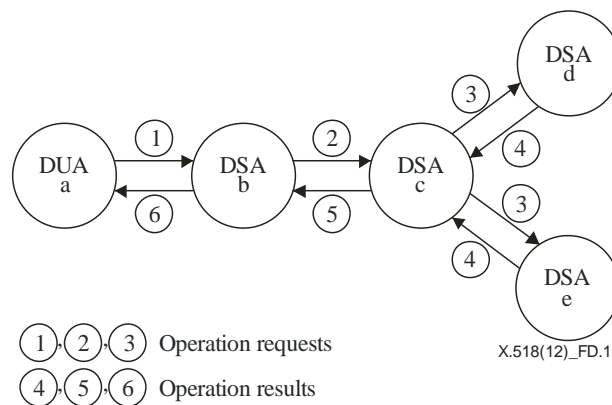 DSA
d
3
4
1
2
DUA
a
DSA
b
DSA
c
6
5
3
4
DSA
e
X.518(12)_FD.1
1, 2, 3 Operation requests
4, 5, 6 Operation results